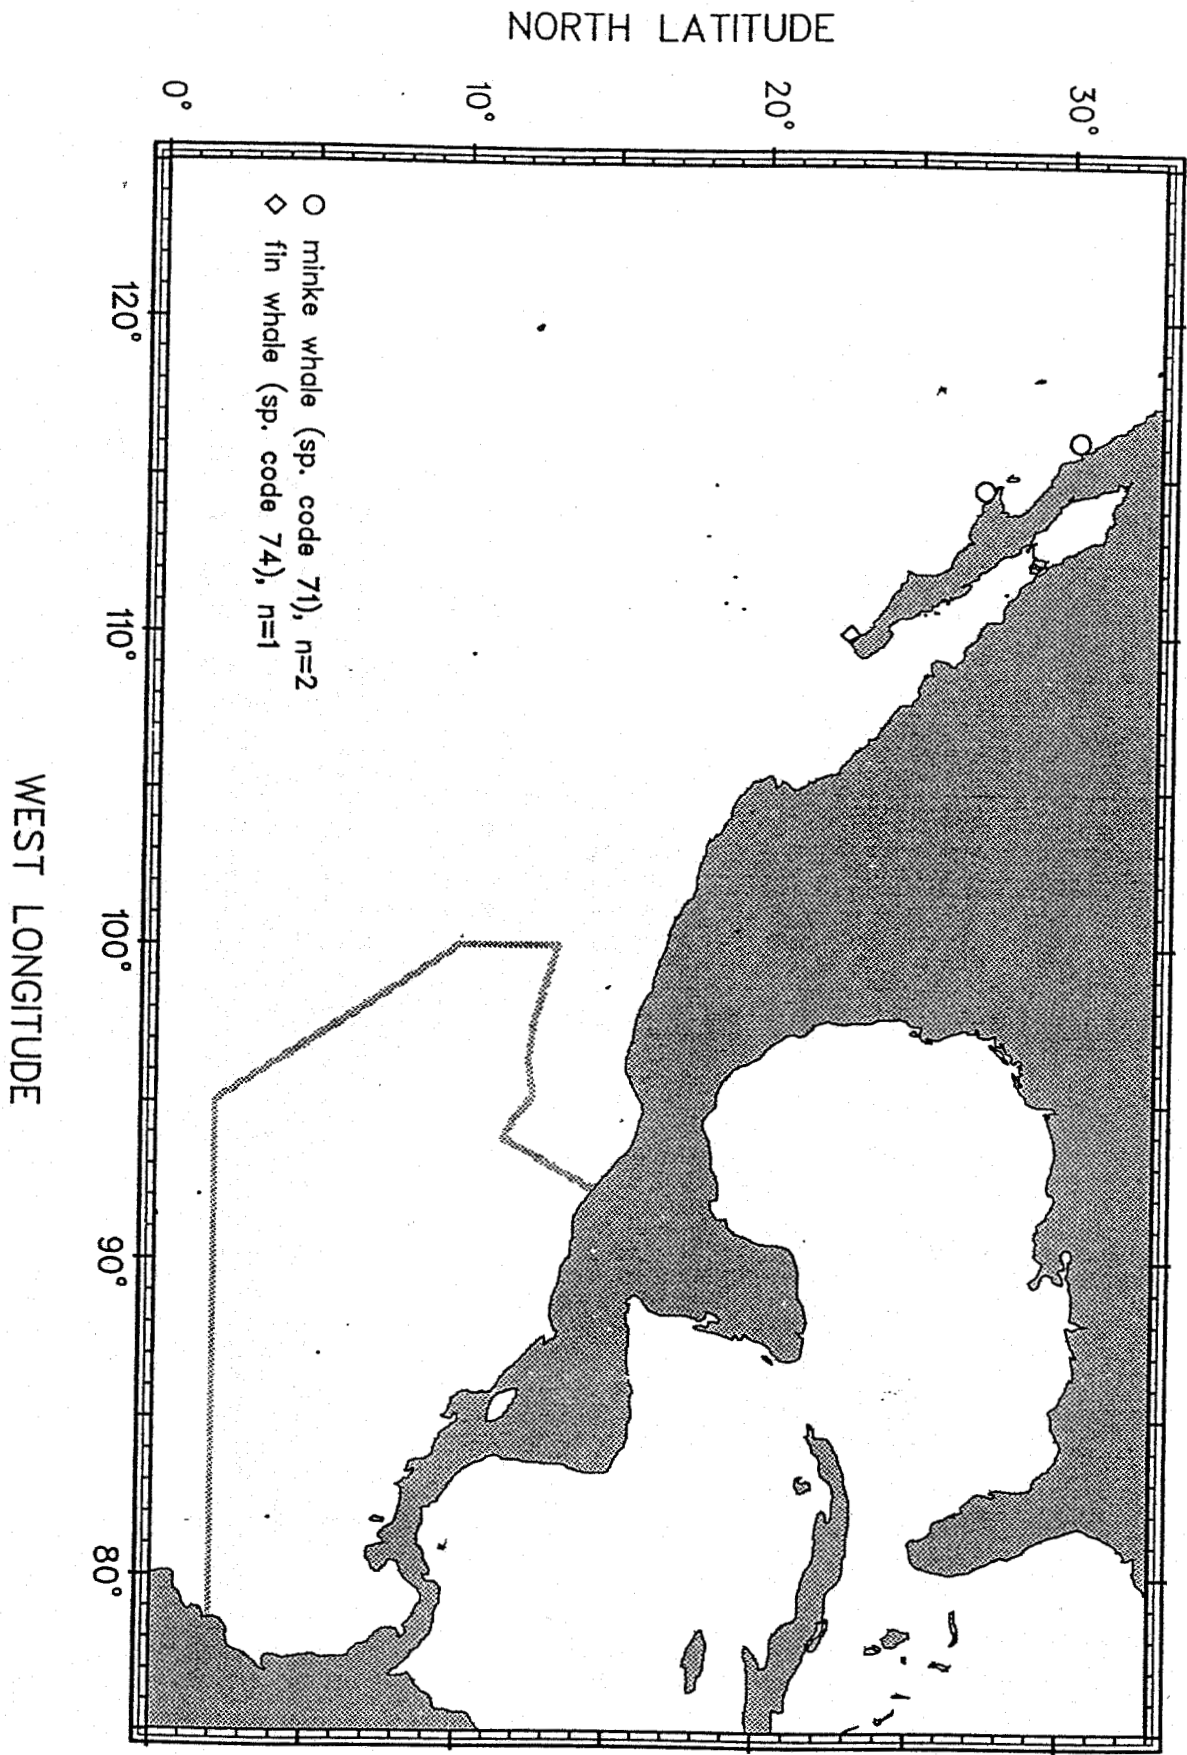 NORTH LATITUDE
30°
20°
10°
0°
○ minke whale (sp. code 71), n=2
◇ fin whale (sp. code 74), n=1
120°
110°
100°
90°
80°
WEST LONGITUDE